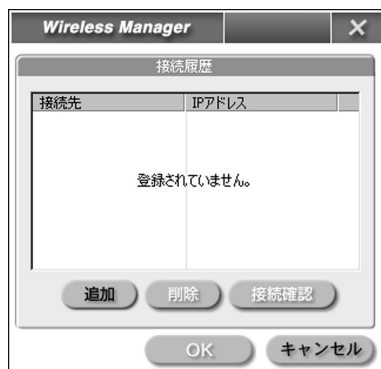 Wireless Manager
接続履歴
接続先 IPアドレス
登録されていません。
追加 削除 接続確認
OK キャンセル